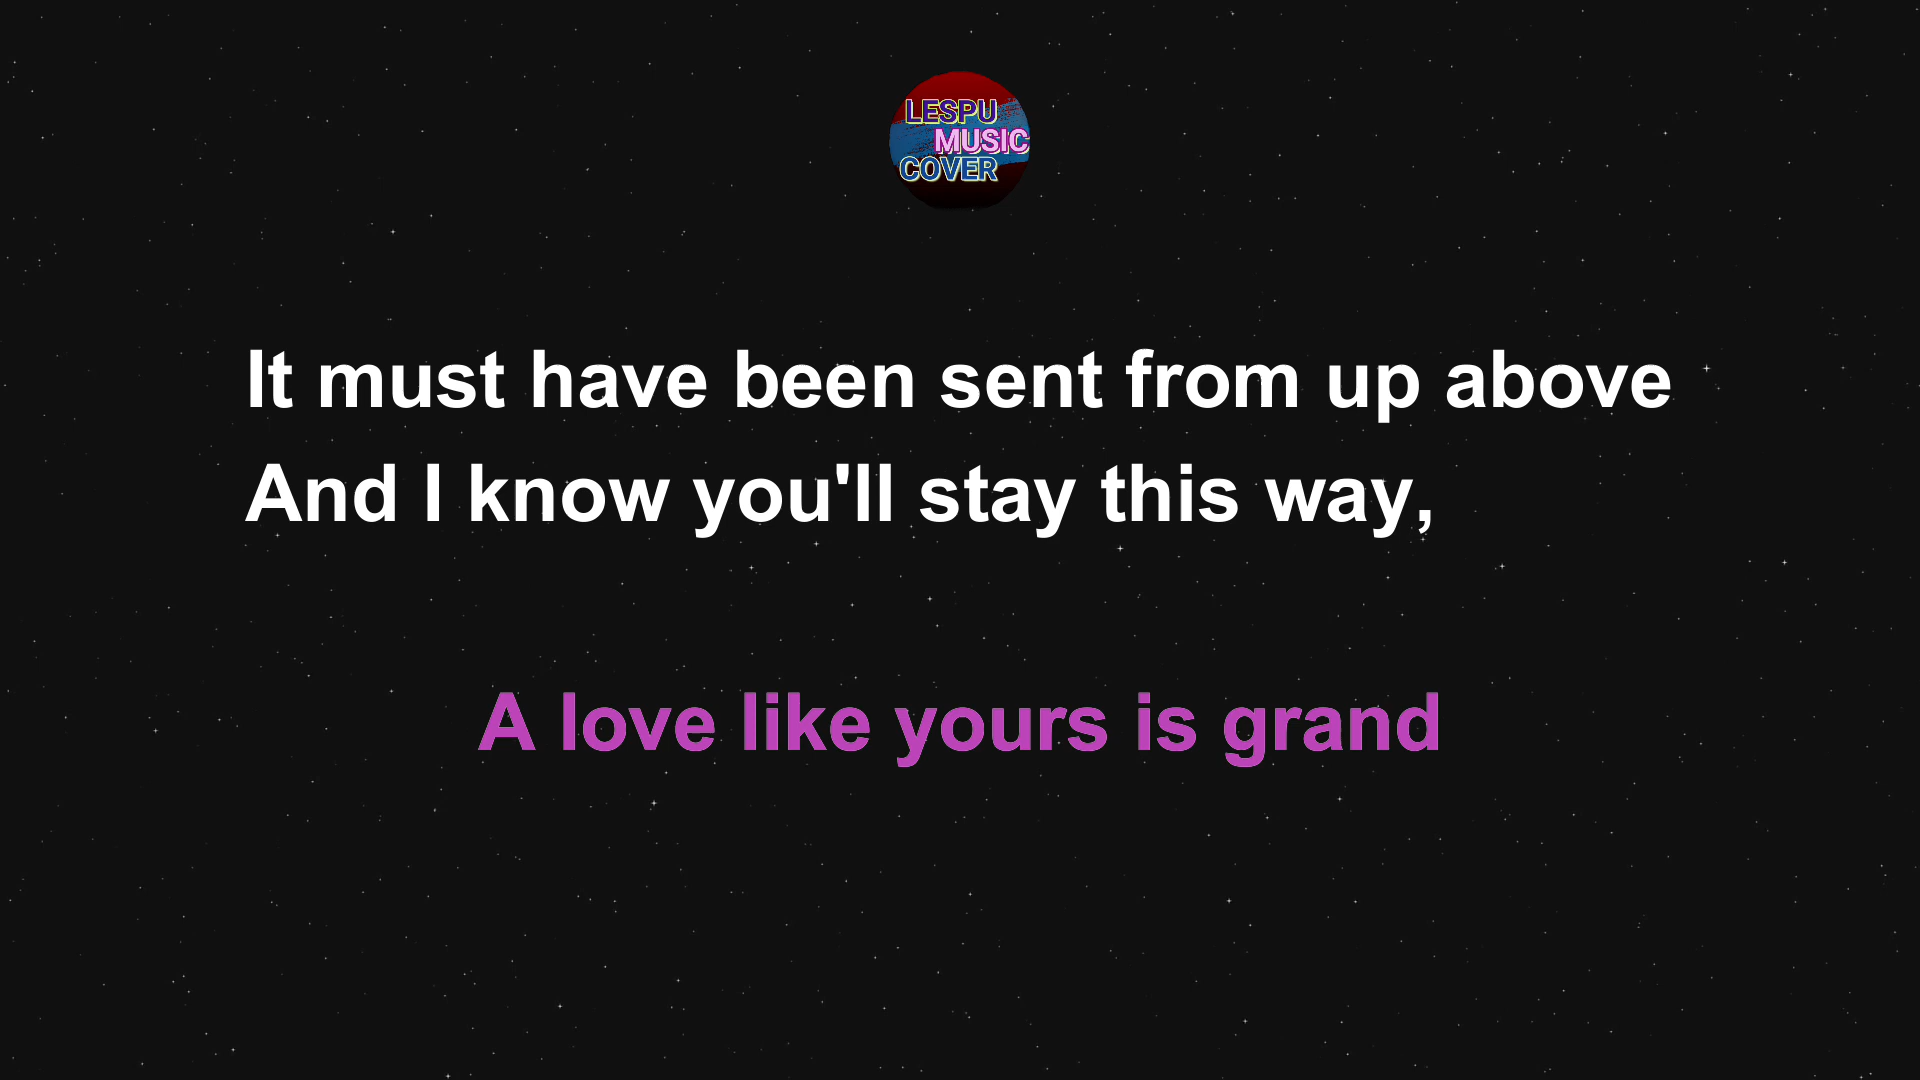 LESPU
MUSIC
COVER
It must have been sent from up above
And I know you'll stay this way,
A love like yours is grand